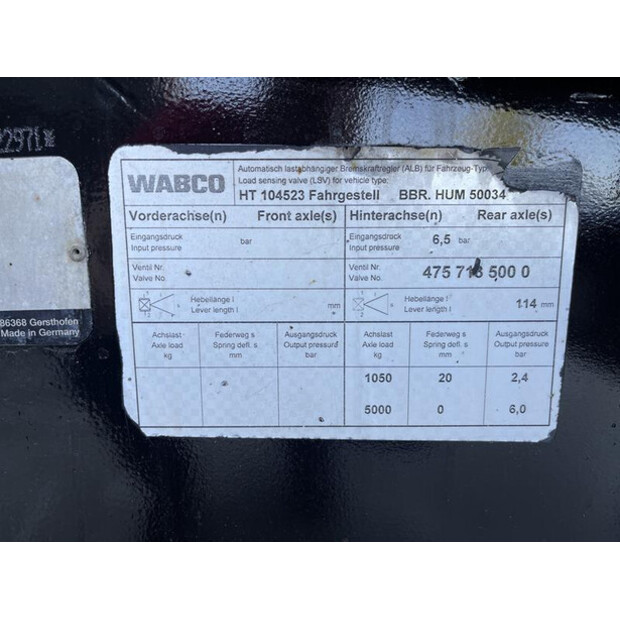 2971
86368 Gersthofen
Made in Germany
WABCO
Automatisch lastabhängiger Bremskraftregler (ALB) für Fahrzeug-Typ
Load sensing valve (LSV) for vehicle type:
HT 104523 Fahrgestell BBR. HUM 50034
Vorderachse(n) Front axle(s) Hinterachse(n) Rear axle(s)
Eingangsdruck Eingangsdruck
Input pressure bar Input pressure 6,5 bar
Ventil Nr. Ventil Nr.
Valve No. Valve No. 475 713 500 0
Hebellänge l Hebellänge l
Lever length l mm Lever length l 114 mm
Achslast Federweg s Ausgangsdruck Achslast Federweg s Ausgangsdruck
Axle load Spring defl. s Output pressure Axle load Spring defl. s Output pressure
kg mm bar kg mm bar
1050 20 2,4
5000 0 6,0